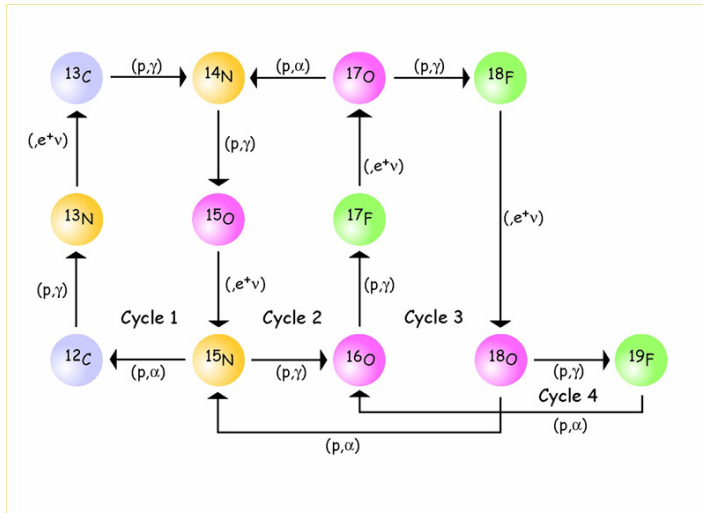 ¹³C (p,γ) ¹⁴N (p,α) ¹⁷O (p,γ) ¹⁸F
(,e⁺ν) (p,γ) (,e⁺ν)
¹³N ¹⁵O ¹⁷F (,e⁺ν)
(p,γ) (,e⁺ν) (p,γ)
Cycle 1 Cycle 2 Cycle 3
¹²C (p,α) ¹⁵N (p,γ) ¹⁶O ¹⁸O (p,γ) ¹⁹F
Cycle 4
(p,α)
(p,α)